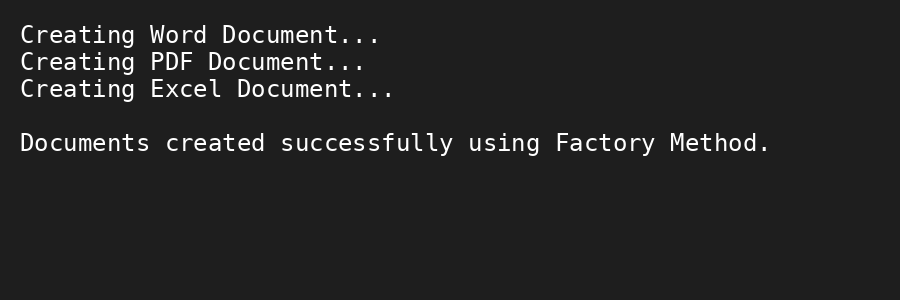 Creating Word Document...
Creating PDF Document...
Creating Excel Document...
Documents created successfully using Factory Method.